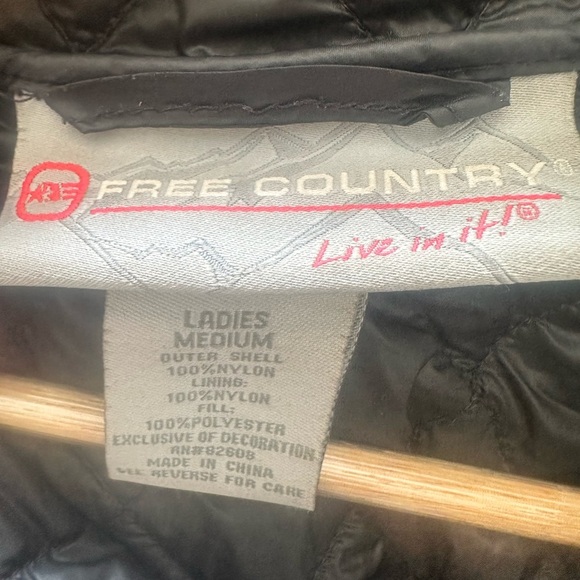 FREE COUNTRY®
Live in it!®
LADIES
MEDIUM
OUTER SHELL
100%NYLON
LINING:
100%NYLON
FILL:
100%POLYESTER
EXCLUSIVE OF DECORATION
RN#82608
MADE IN CHINA
SEE REVERSE FOR CARE